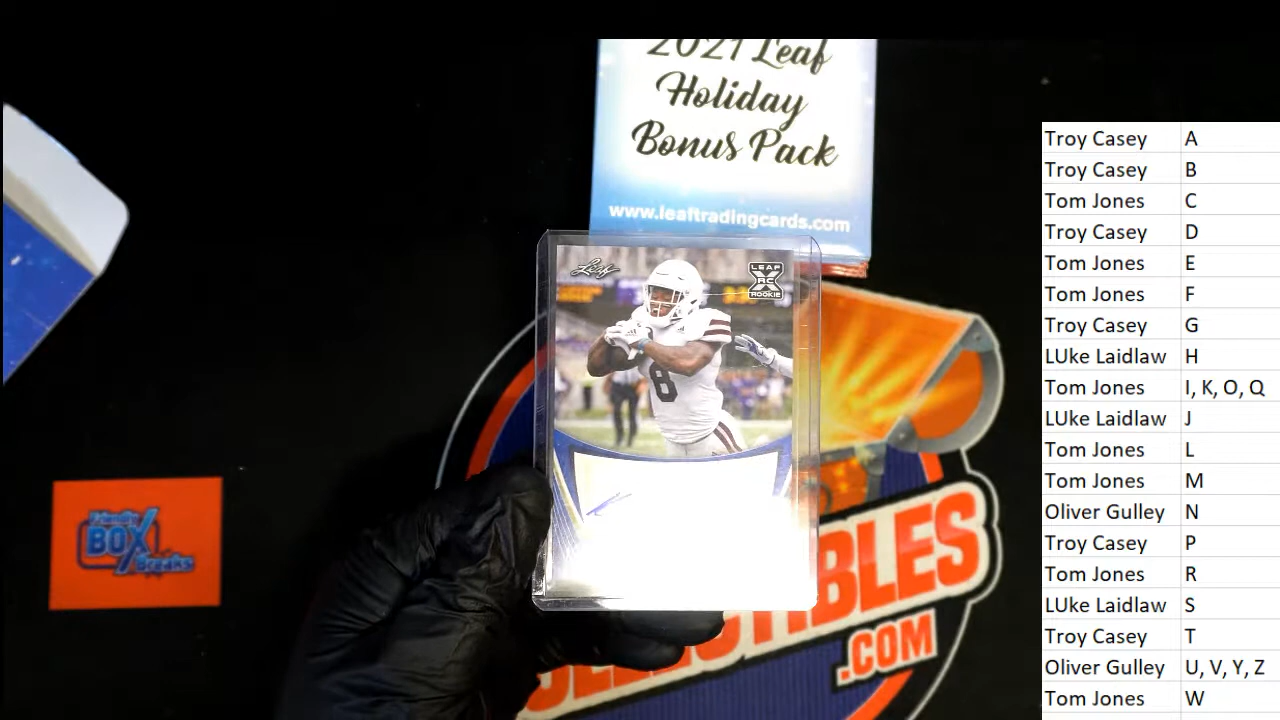 2021 Leaf
Holiday
Bonus Pack
www.leaftradingcards.com
Leaf
LEAF
X
RC
ROOKIE
8
Friendly
BOX
Breaks
.COM
Troy Casey A
Troy Casey B
Tom Jones C
Troy Casey D
Tom Jones E
Tom Jones F
Troy Casey G
LUke Laidlaw H
Tom Jones I, K, O, Q
LUke Laidlaw J
Tom Jones L
Tom Jones M
Oliver Gulley N
Troy Casey P
Tom Jones R
LUke Laidlaw S
Troy Casey T
Oliver Gulley U, V, Y, Z
Tom Jones W